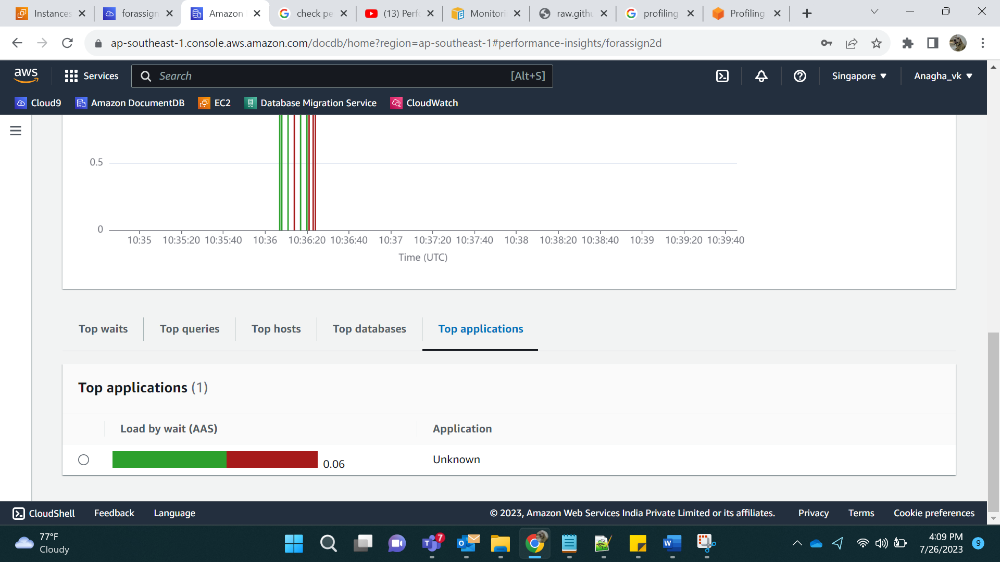 Instances
forassign
Amazon
check pe
(13) Perf
Monitori
raw.githu
profiling
Profiling
ap-southeast-1.console.aws.amazon.com/docdb/home?region=ap-southeast-1#performance-insights/forassign2d
aws
Services
Search
[Alt+S]
Singapore
Anagha_vk
Cloud9
Amazon DocumentDB
EC2
Database Migration Service
CloudWatch
0.5
0
10:35 10:35:20 10:35:40 10:36 10:36:20 10:36:40 10:37 10:37:20 10:37:40 10:38 10:38:20 10:38:40 10:39 10:39:20 10:39:40
Time (UTC)
Top waits
Top queries
Top hosts
Top databases
Top applications
Top applications (1)
Load by wait (AAS)
Application
0.06
Unknown
CloudShell
Feedback
Language
© 2023, Amazon Web Services India Private Limited or its affiliates.
Privacy
Terms
Cookie preferences
77°F
Cloudy
7
4:09 PM
7/26/2023
9